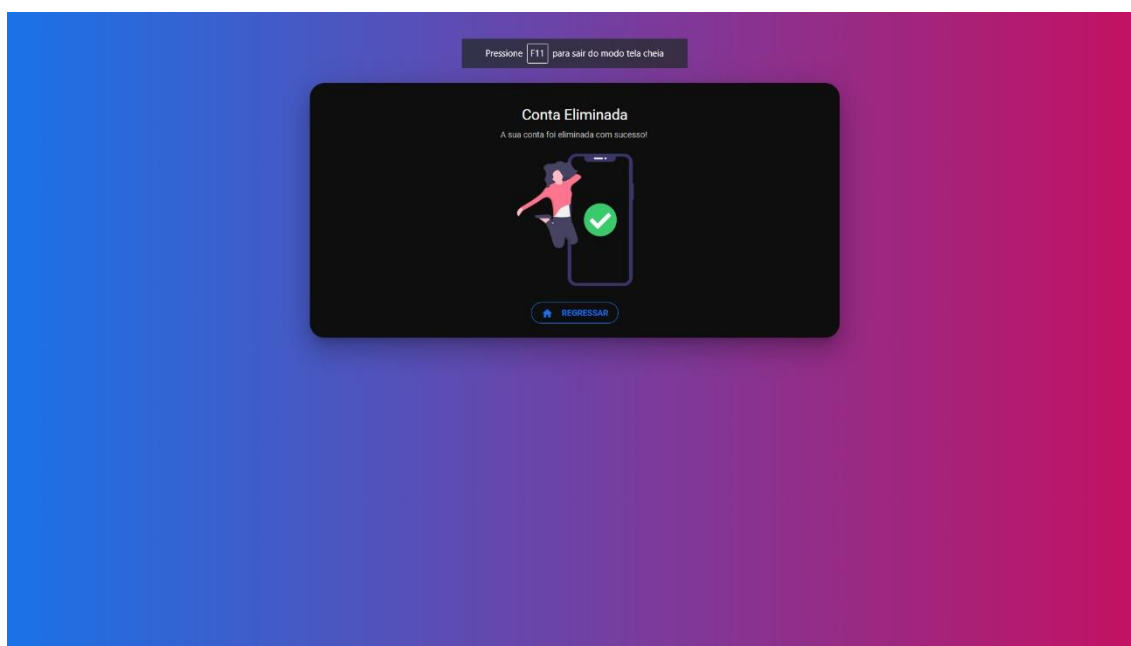 Pressione F11 para sair do modo tela cheia
Conta Eliminada
A sua conta foi eliminada com sucesso!
REGRESSAR